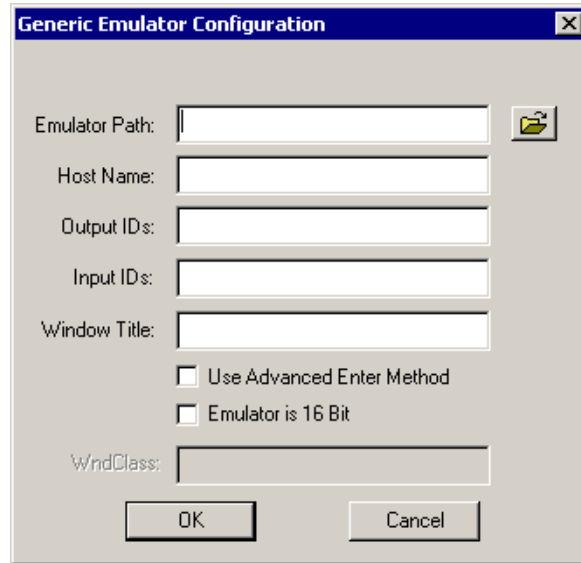 Generic Emulator Configuration
Emulator Path:
Host Name:
Output IDs:
Input IDs:
Window Title:
Use Advanced Enter Method
Emulator is 16 Bit
WndClass:
OK Cancel